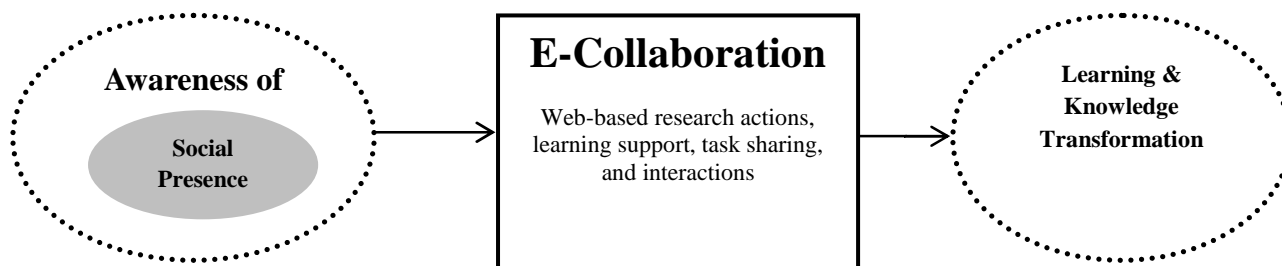 Awareness of
Social
Presence
E-Collaboration
Web-based research actions,
learning support, task sharing,
and interactions
Learning &
Knowledge
Transformation